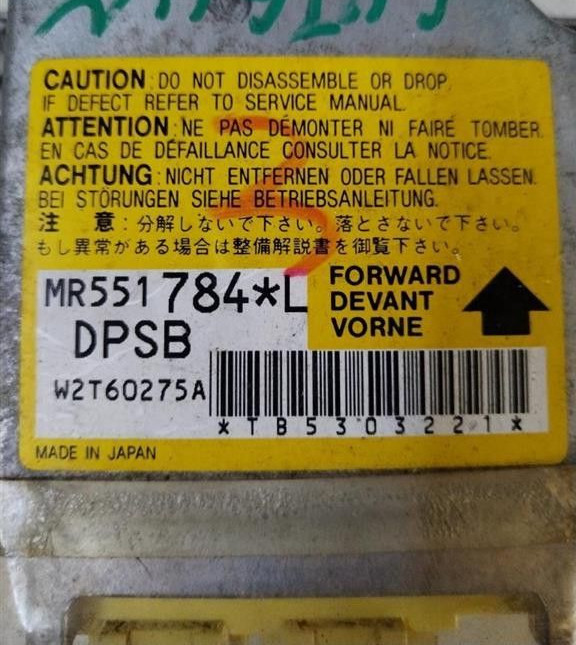 CAUTION : DO NOT DISASSEMBLE OR DROP.
IF DEFECT REFER TO SERVICE MANUAL.
ATTENTION : NE PAS DÉMONTER NI FAIRE TOMBER.
EN CAS DE DÉFAILLANCE CONSULTER LA NOTICE.
ACHTUNG : NICHT ENTFERNEN ODER FALLEN LASSEN.
BEI STÖRUNGEN SIEHE BETRIEBSANLEITUNG.
注 意 : 分解しないで下さい。落とさないで下さい。
もし異常がある場合は整備解説書を御覧下さい。
3
MR551784*L
DPSB
W2T60275A
FORWARD
DEVANT
VORNE
*TB5303221*
MADE IN JAPAN